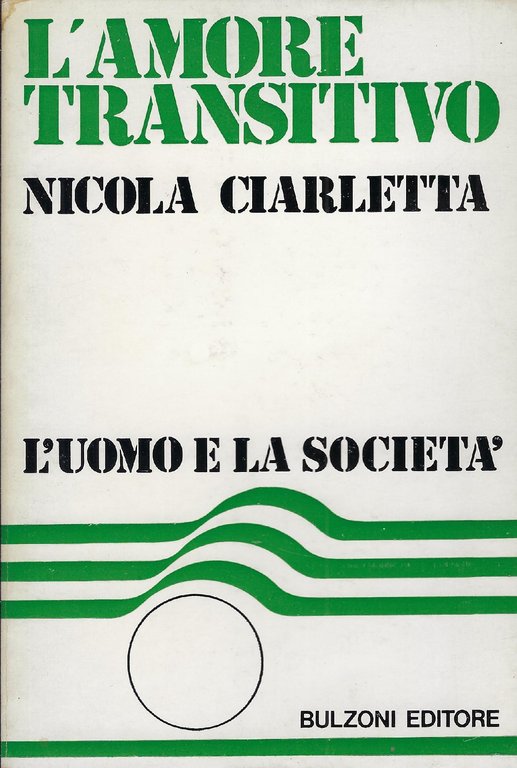 L'AMORE
TRANSITIVO
NICOLA CIARLETTA
L'UOMO E LA SOCIETA'
BULZONI EDITORE